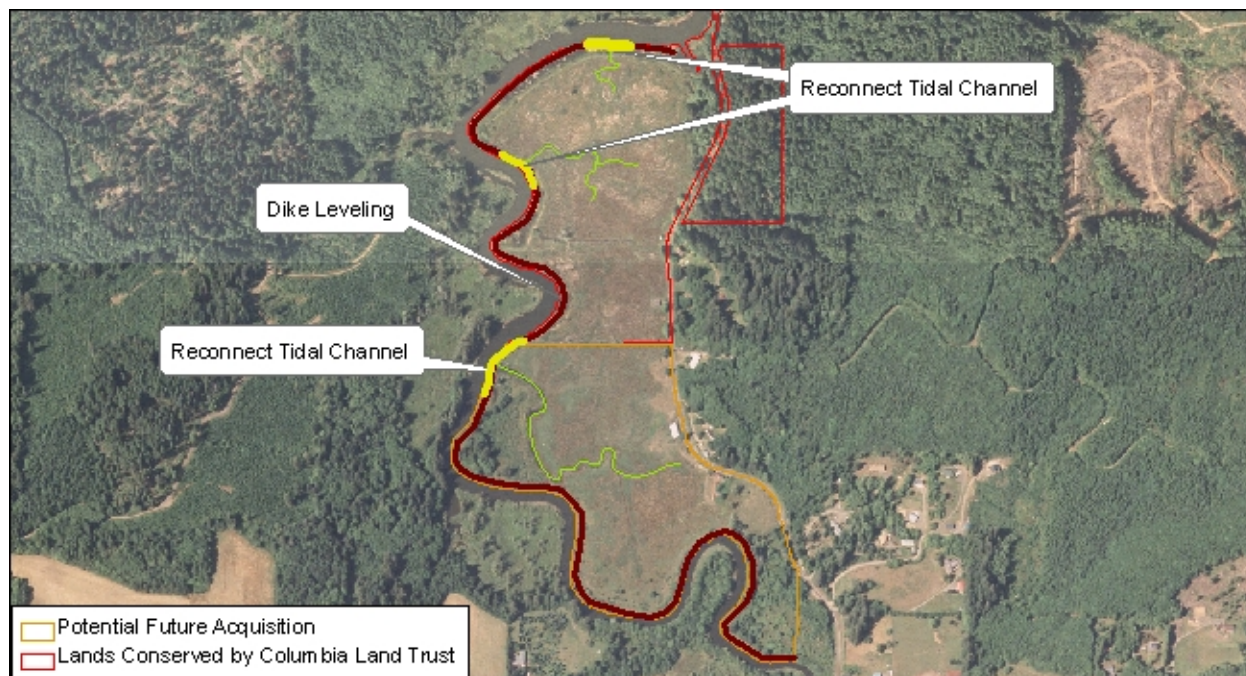 Reconnect Tidal Channel
Dike Leveling
Reconnect Tidal Channel
Potential Future Acquisition
Lands Conserved by Columbia Land Trust